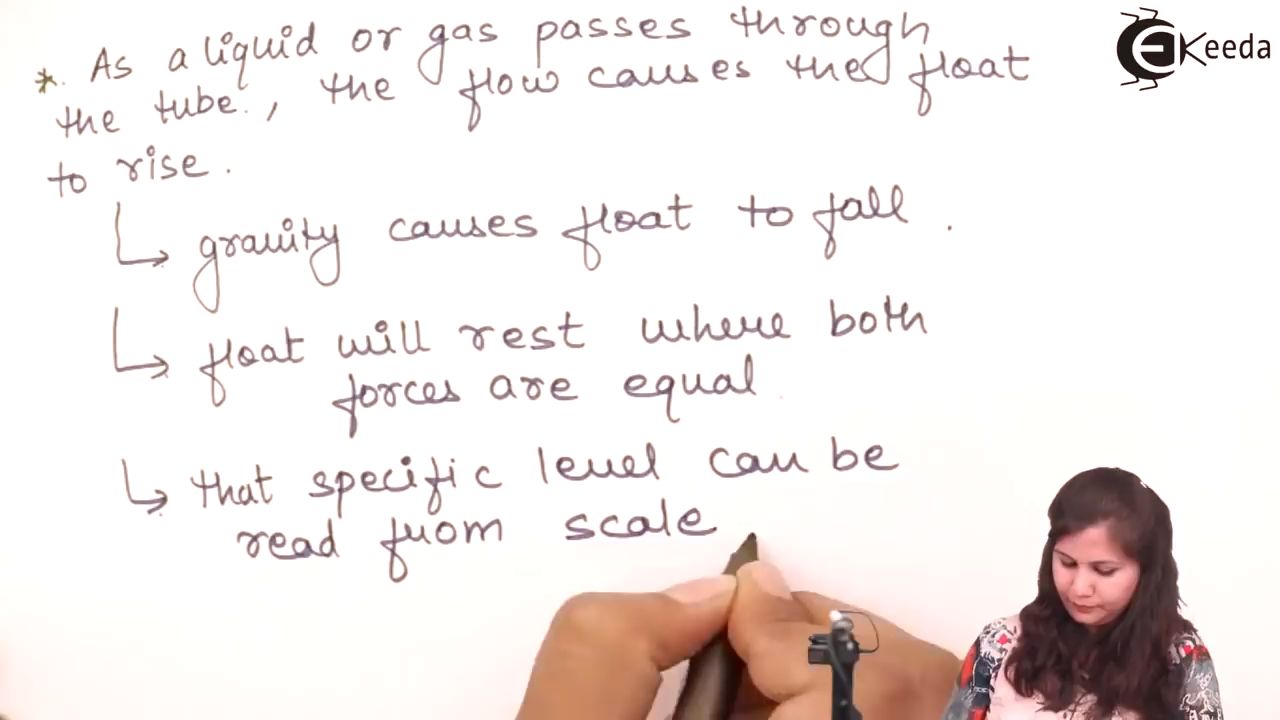 *. As a liquid or gas passes through
the tube., the flow causes the float
to rise.
gravity causes float to fall.
float will rest where both
forces are equal
that specific level can be
read from scale
Ekeeda